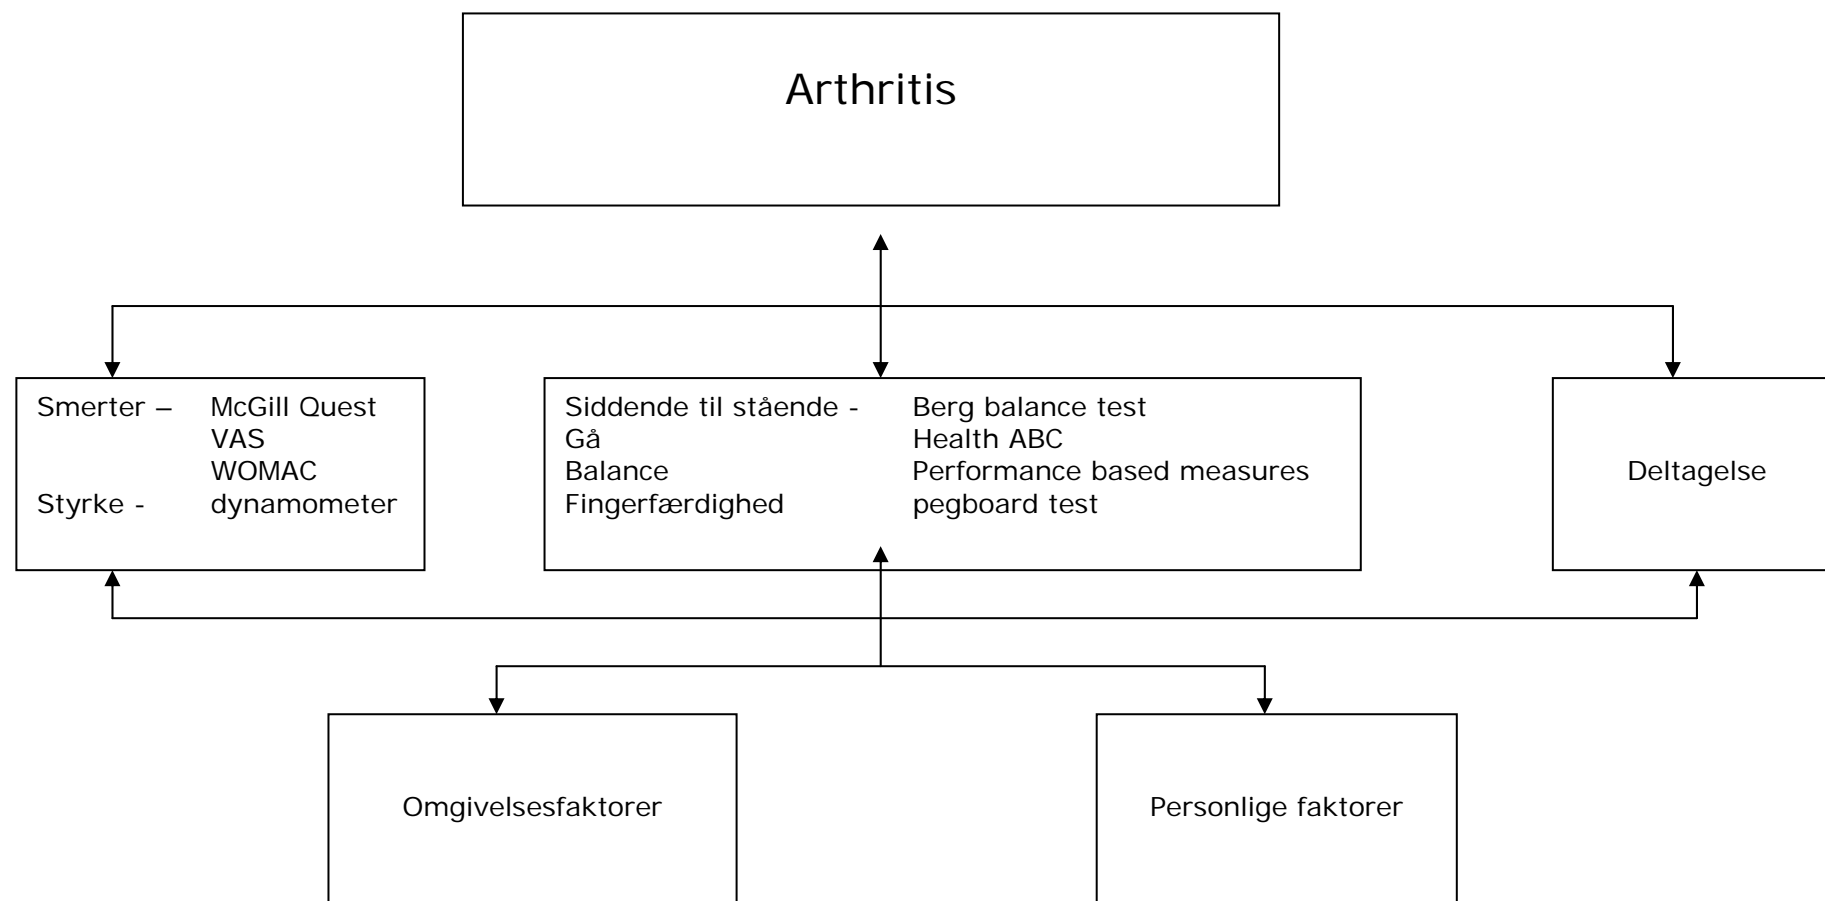 Arthritis
Smerter – McGill Quest
VAS
WOMAC
Styrke - dynamometer
Siddende til stående - Berg balance test
Gå Health ABC
Balance Performance based measures
Fingerfærdighed pegboard test
Deltagelse
Omgivelsesfaktorer
Personlige faktorer